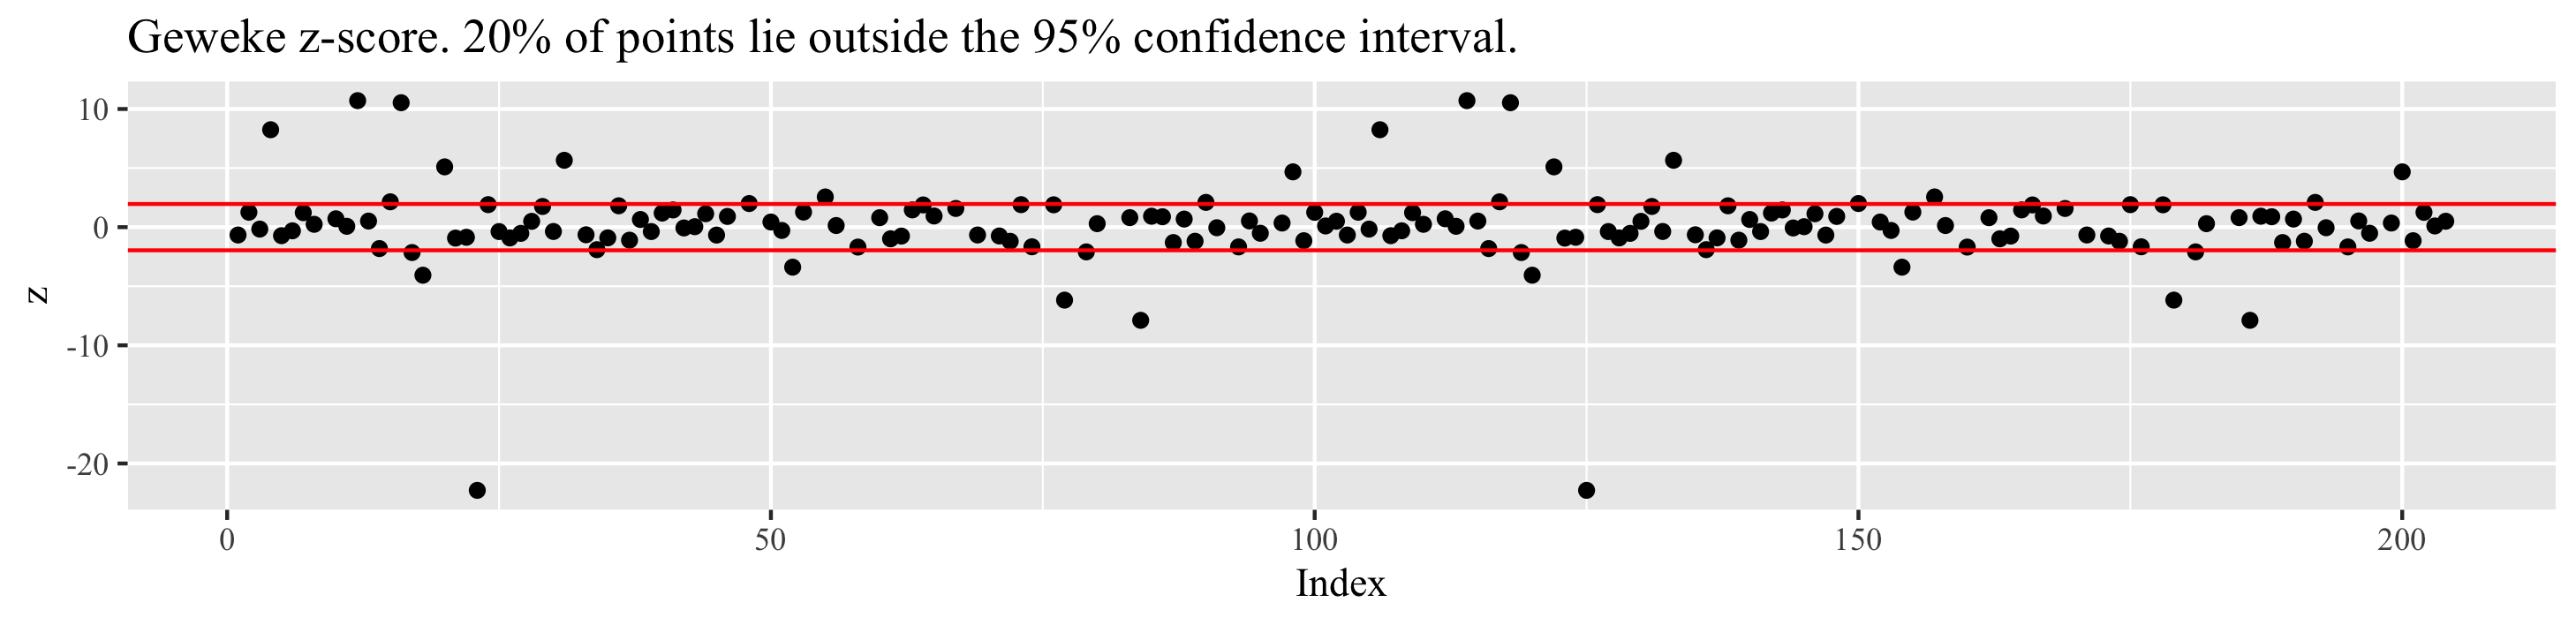 Geweke z-score. 20% of points lie outside the 95% confidence interval.
10
0
-10
-20
z
0 50 100 150 200
Index